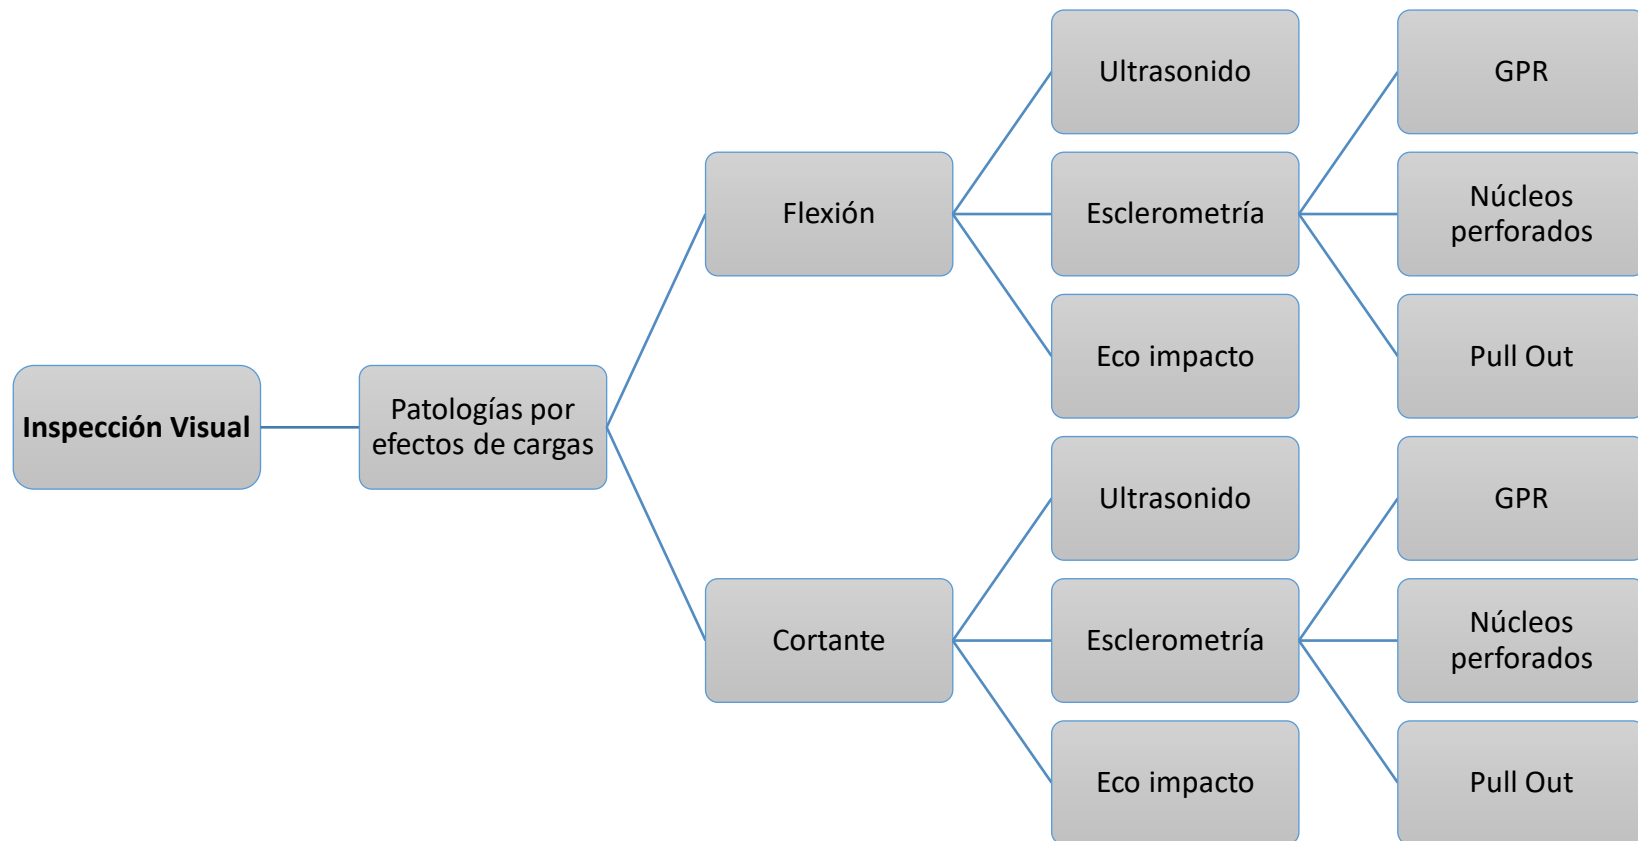 Inspección Visual
Patologías por
efectos de cargas
Flexión
Ultrasonido
Esclerometría
GPR
Núcleos
perforados
Pull Out
Eco impacto
Cortante
Ultrasonido
Esclerometría
GPR
Núcleos
perforados
Pull Out
Eco impacto